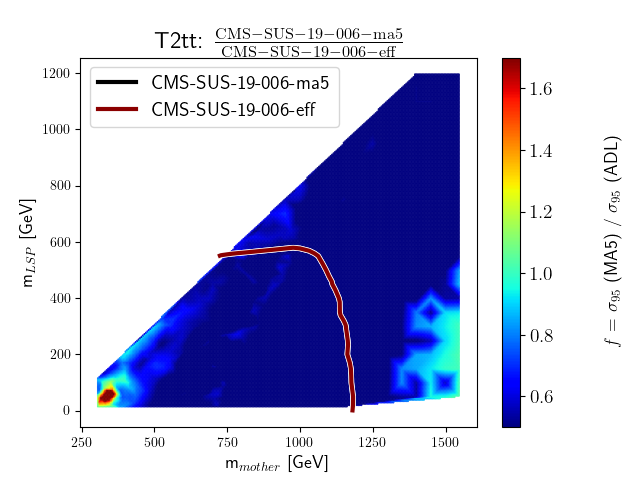 T2tt: CMS−SUS−19−006−ma5
CMS−SUS−19−006−eff
CMS-SUS-19-006-ma5
CMS-SUS-19-006-eff
1200
1000
800
600
400
200
0
m_LSP [GeV]
250 500 750 1000 1250 1500
m_mother [GeV]
1.6
1.4
1.2
1.0
0.8
0.6
f = σ₉₅ (MA5) / σ₉₅ (ADL)